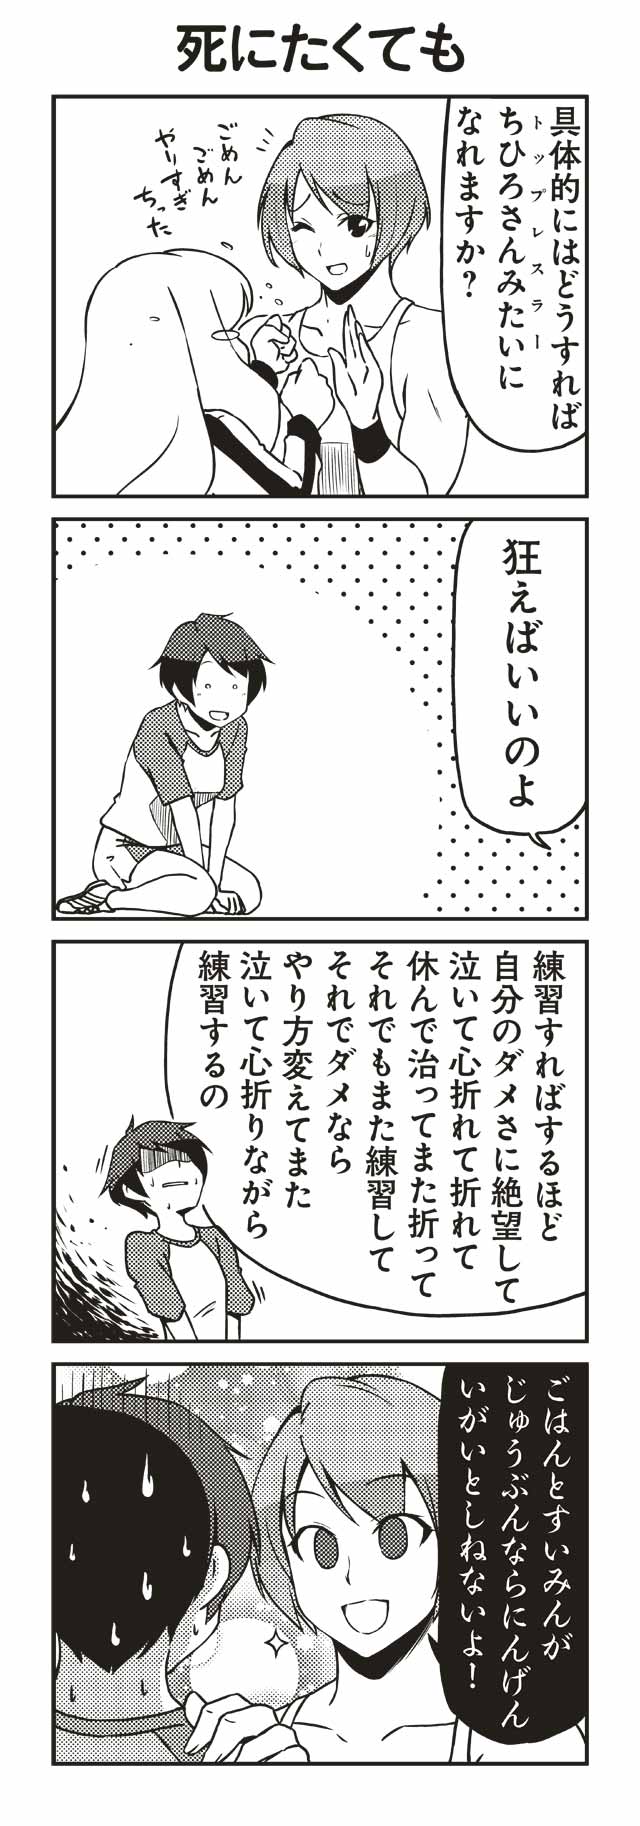 死にたくても
具体的にはどうすれば
ちひろさんみたいに
トップレスラー
なれますか？
ごめん
ごめん
やりすぎ
ちった
狂えばいいのよ
練習すればするほど
自分のダメさに絶望して
泣いて心折れて折れて
休んで治ってまた折って
それでもまた練習して
それでダメなら
やり方変えてまた
泣いて心折りながら
練習するの
ごはんとすいみんが
じゅうぶんならにんげん
いがいとしねないよ！